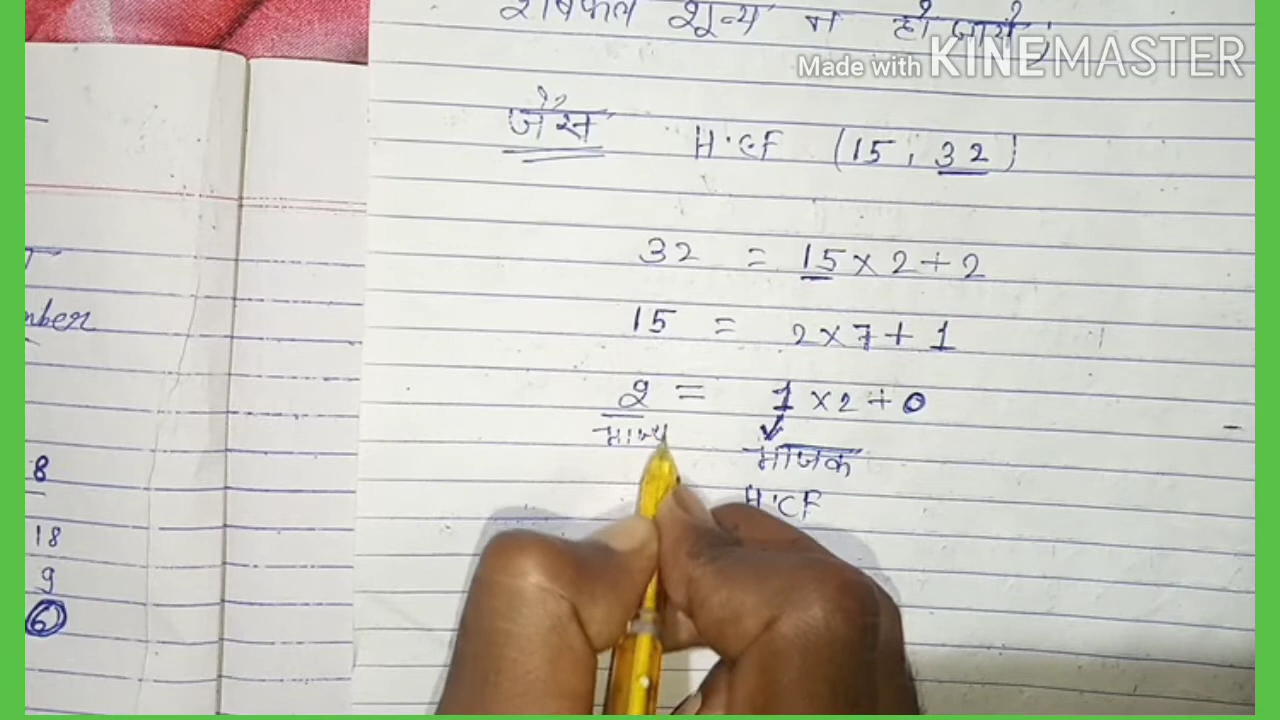 शेषफल शून्य न हो जाये,
Made with KINEMASTER
जैसे H.CF (15, 32)
32 = 15 × 2 + 2
mber
15 = 2 × 7 + 1
2 = 1 × 2 + 0
भाज्य भाजक
8
H.CF
18
9
6